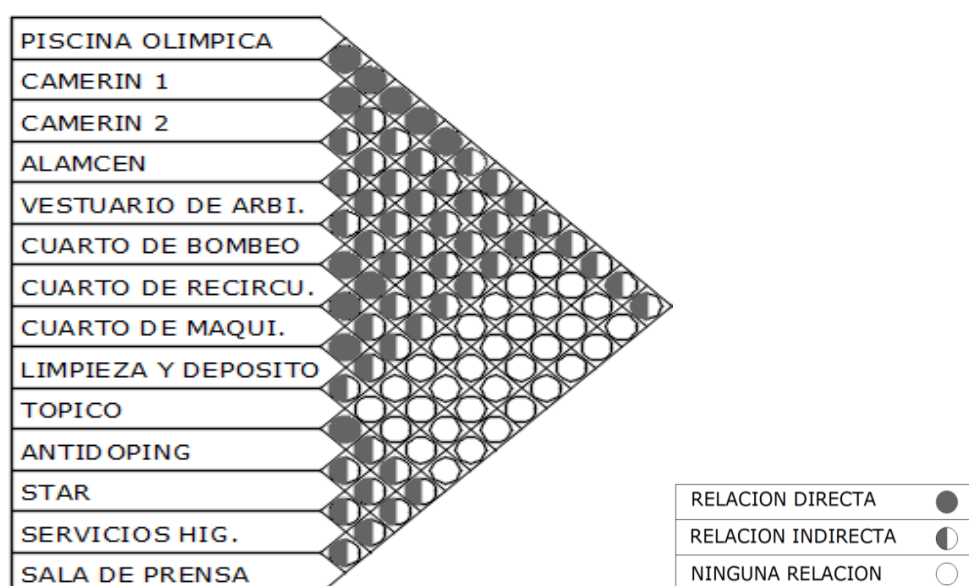 PISCINA OLIMPICA
CAMERIN 1
CAMERIN 2
ALAMCEN
VESTUARIO DE ARBI.
CUARTO DE BOMBEO
CUARTO DE RECIRCU.
CUARTO DE MAQUI.
LIMPIEZA Y DEPOSITO
TOPICO
ANTIDOPING
STAR
SERVICIOS HIG.
SALA DE PRENSA
RELACION DIRECTA
RELACION INDIRECTA
NINGUNA RELACION